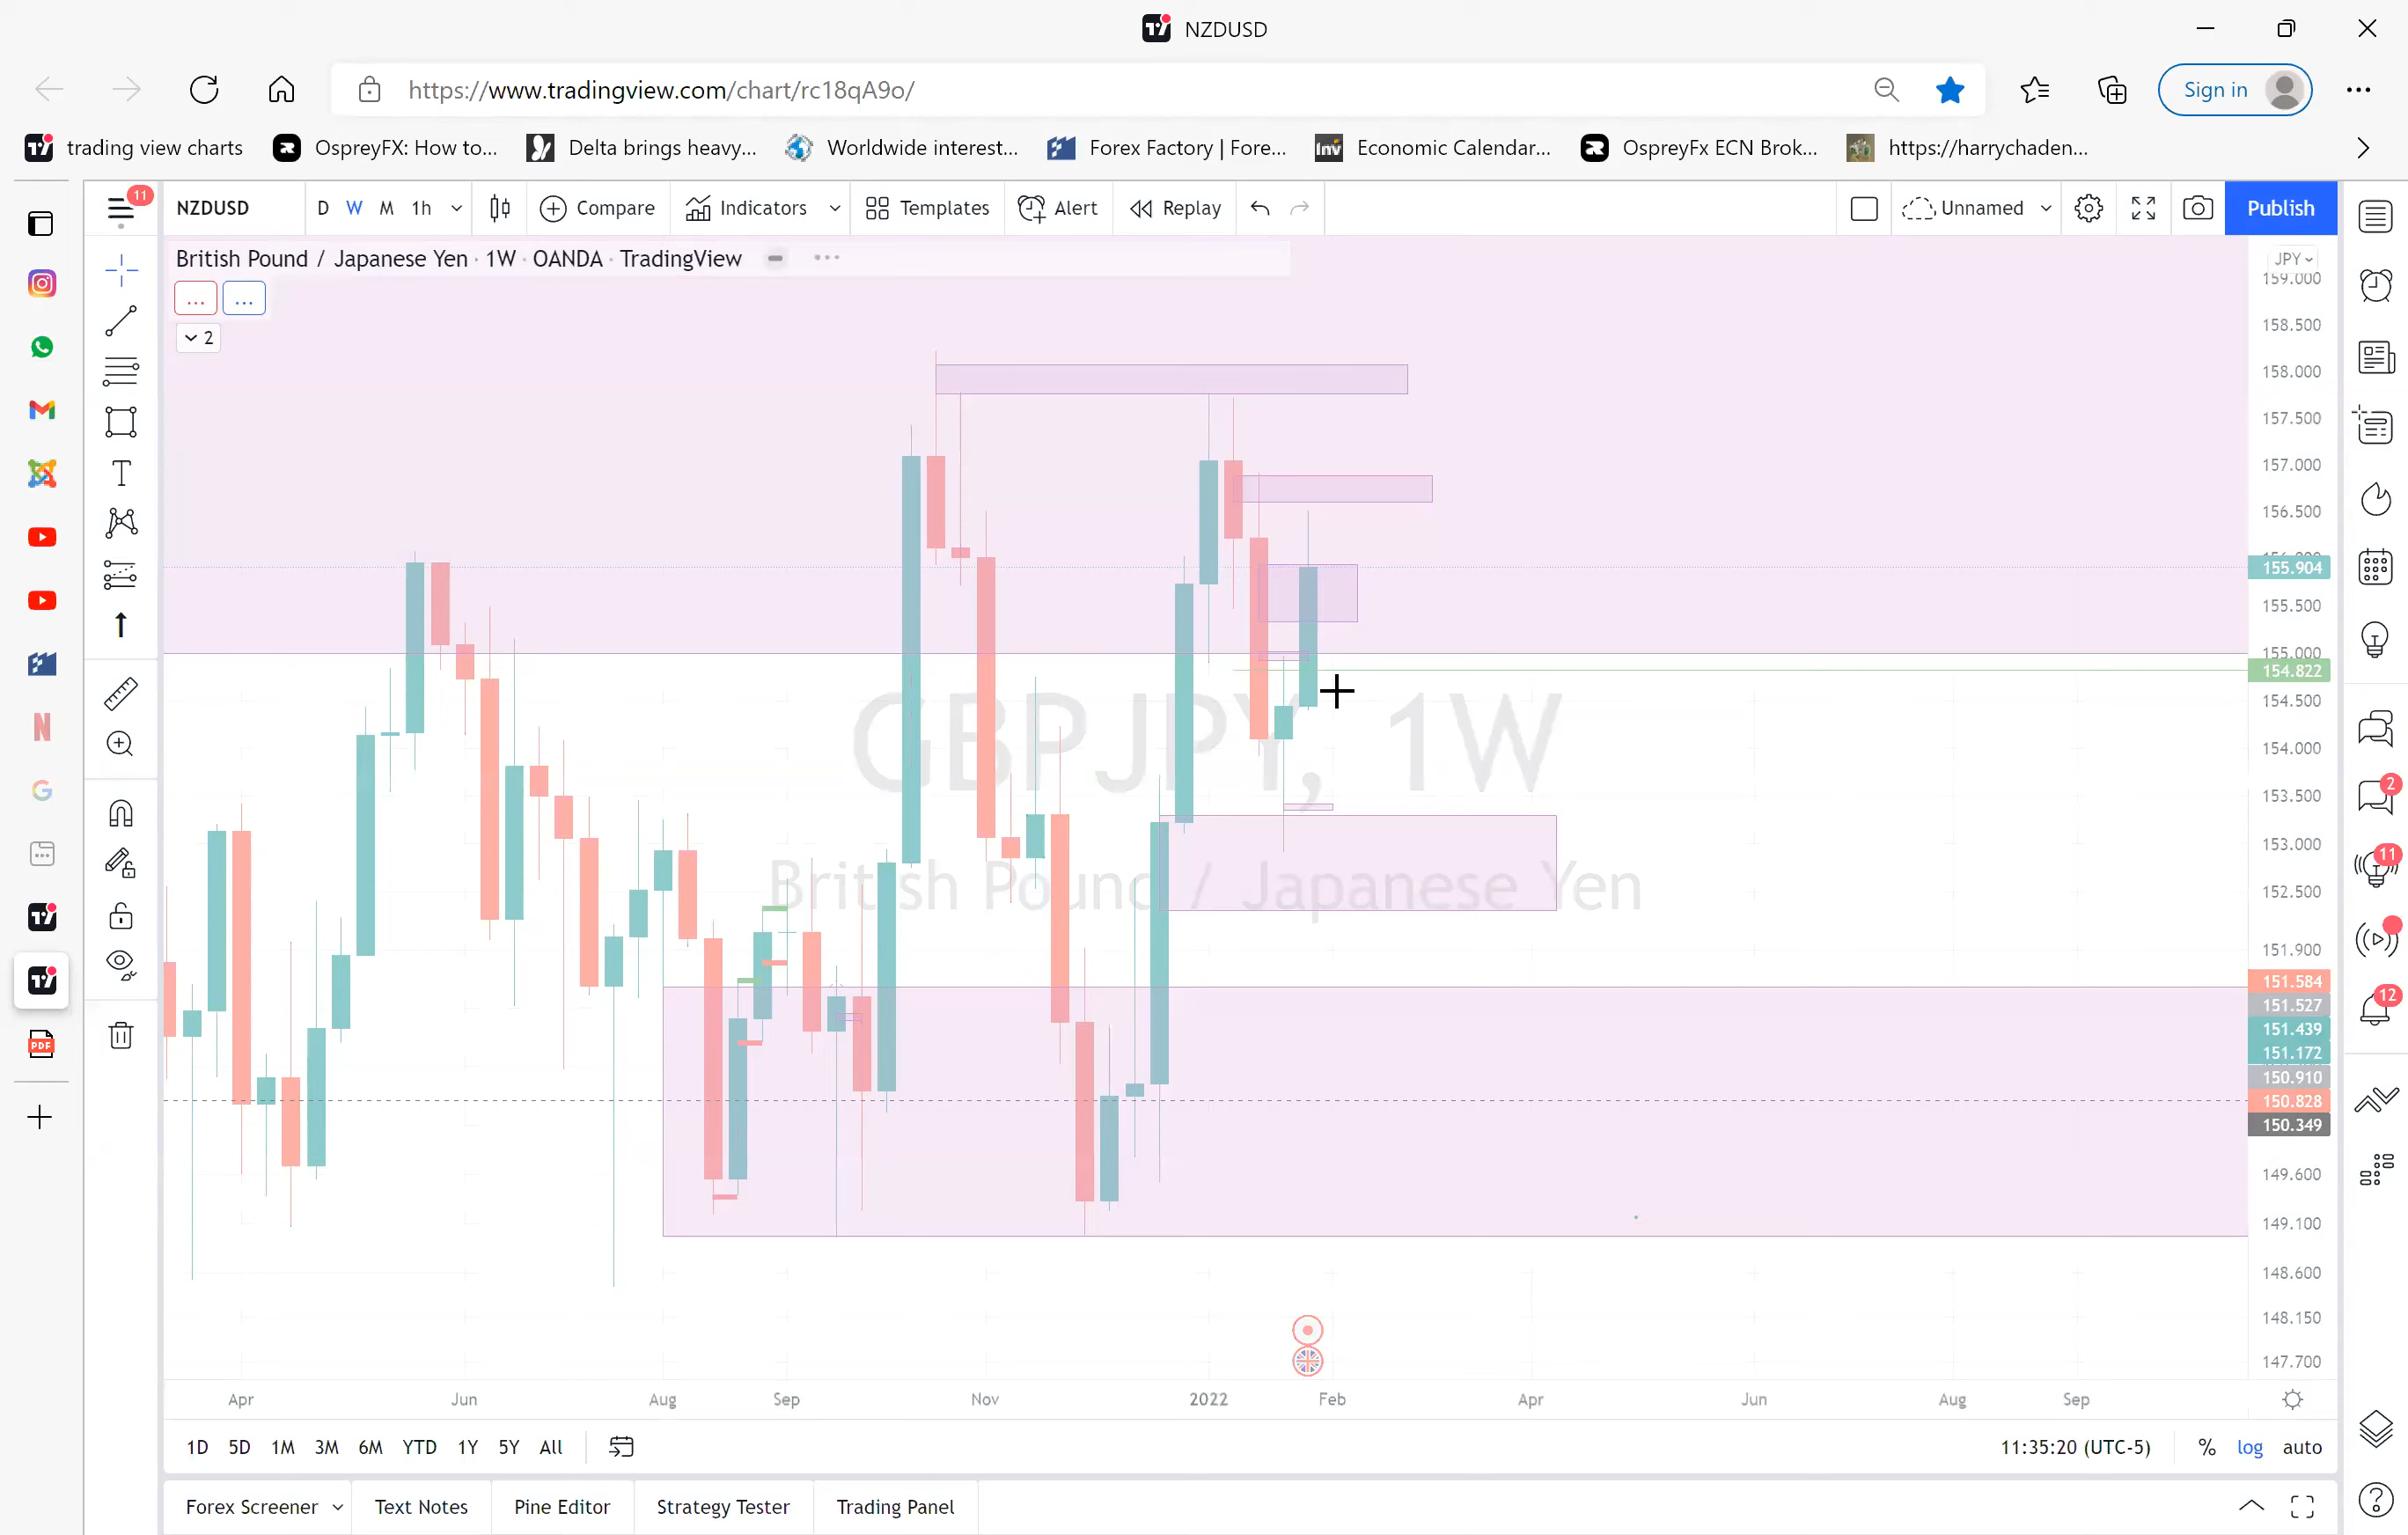 NZDUSD
https://www.tradingview.com/chart/rc18qA9o/
Sign in
trading view charts
OspreyFX: How to...
Delta brings heavy...
Worldwide interest...
Forex Factory | Fore...
Economic Calendar...
OspreyFx ECN Brok...
https://harrychaden...
11
NZDUSD
D W M 1h
Compare
Indicators
Templates
Alert
Replay
Unnamed
Publish
British Pound / Japanese Yen · 1W · OANDA · TradingView
JPY
... ...
2
159.000
158.500
158.000
157.500
157.000
156.500
155.904
155.500
155.000
154.822
154.500
154.000
153.500
153.000
152.500
151.900
151.584
151.527
151.439
151.172
150.910
150.828
150.349
149.600
149.100
148.600
148.150
147.700
GBPJPY, 1W
British Pound / Japanese Yen
2
11
12
PDF
Apr Jun Aug Sep Nov 2022 Feb Apr Jun Aug Sep
1D 5D 1M 3M 6M YTD 1Y 5Y All
11:35:20 (UTC-5)
% log auto
Forex Screener
Text Notes
Pine Editor
Strategy Tester
Trading Panel